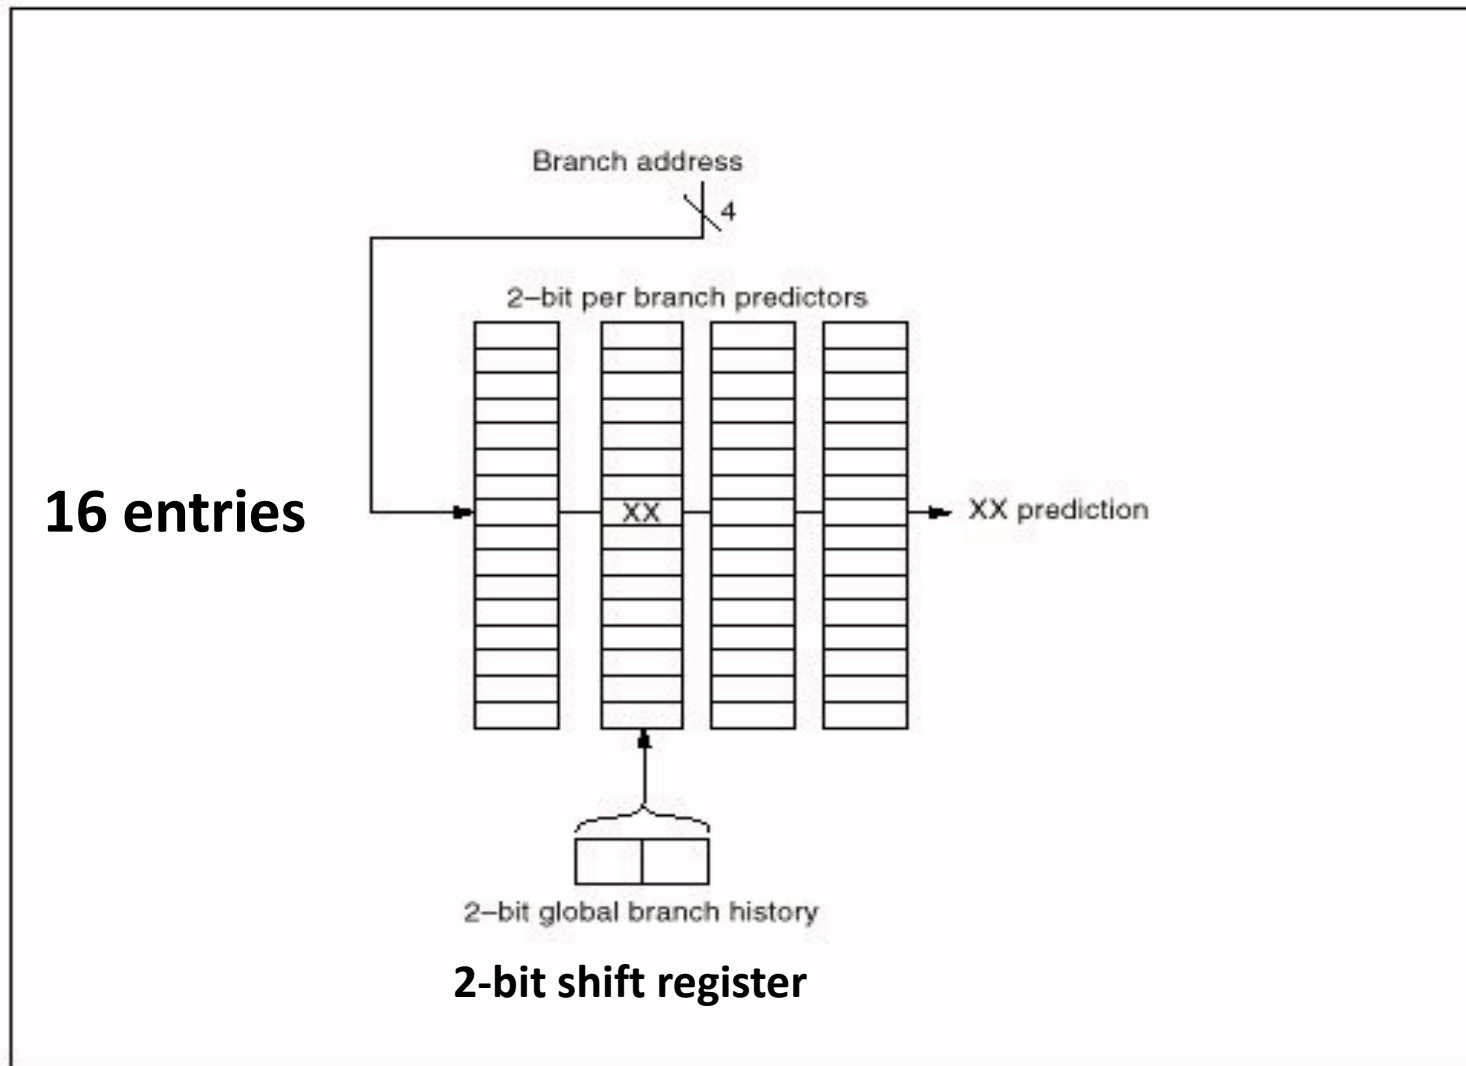 Branch address
4
2–bit per branch predictors
16 entries
XX
XX prediction
2–bit global branch history
2-bit shift register